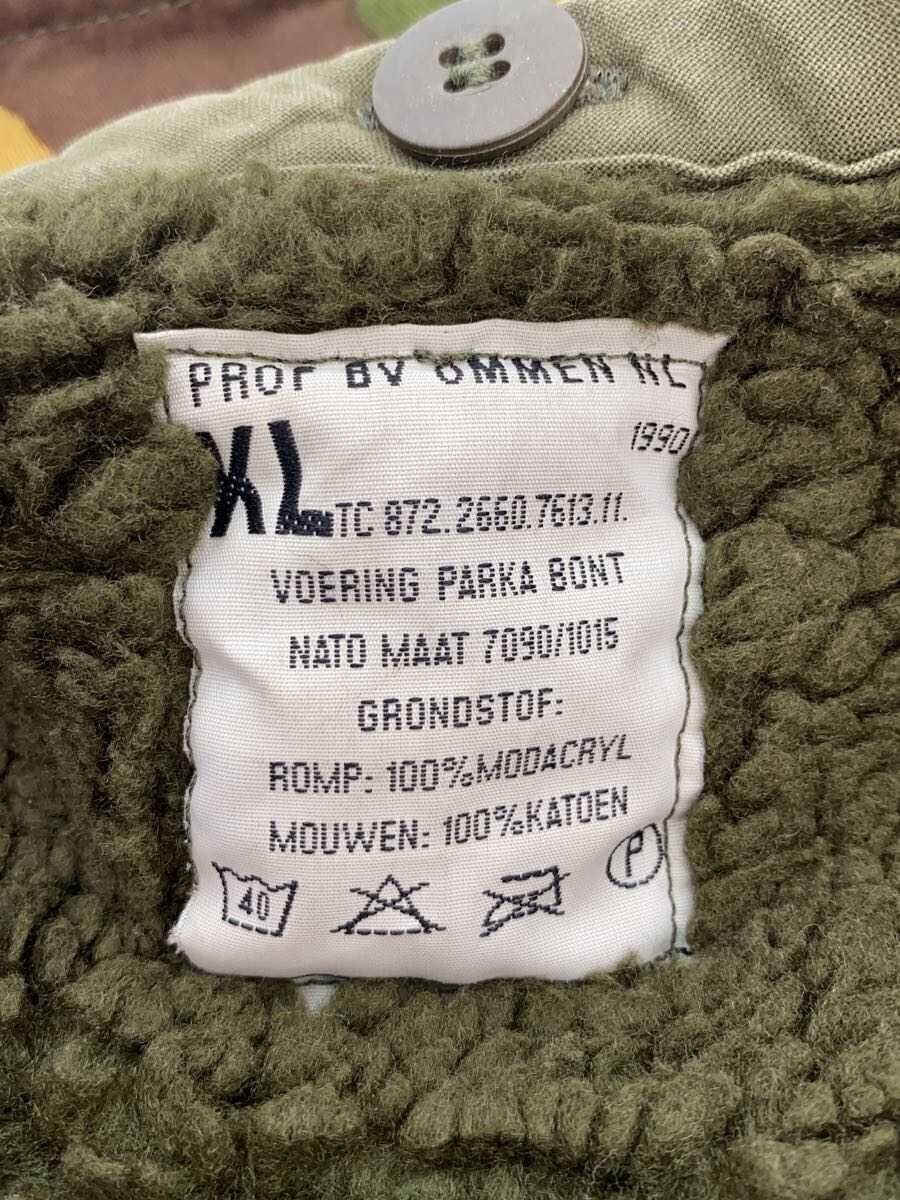 PROF BV OMMEN NL
1990
XL TC 872.2660.7613.11.
VOERING PARKA BONT
NATO MAAT 7090/1015
GRONDSTOF:
ROMP: 100%MODACRYL
MOUWEN: 100%KATOEN
40
P